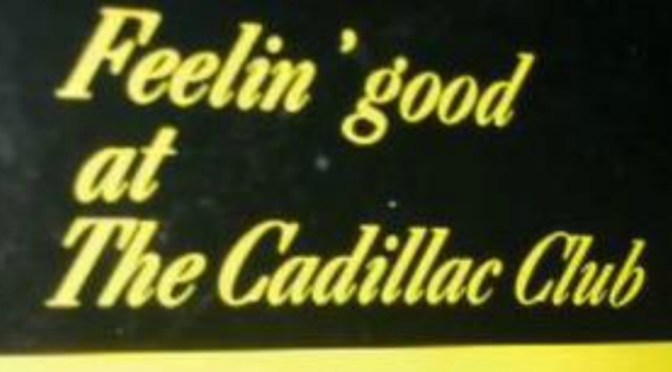 Feelin' good
at
The Cadillac Club